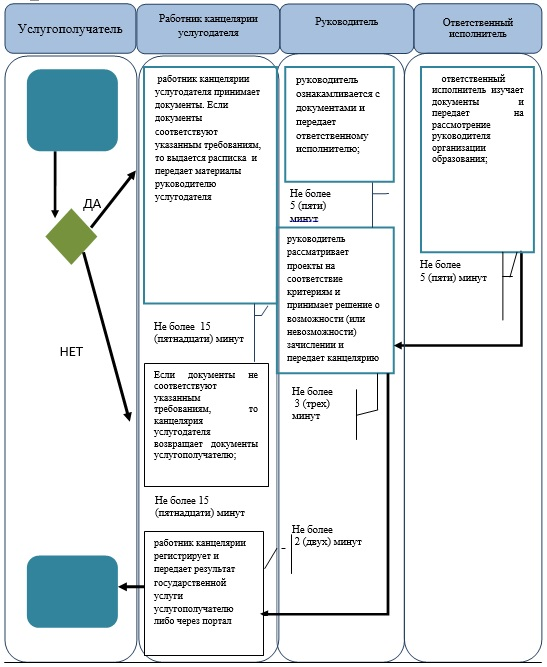 Услугополучатель
Работник канцелярии
услугодателя
Руководитель
Ответственный
исполнитель
работник канцелярии
услугодателя принимает
документы. Если
документы
соответствуют
указанным требованиям,
то выдается расписка и
передает материалы
руководителю
услугодателя
руководитель
ознакамливается с
документами и
передает
ответственному
исполнителю;
ответственный
исполнитель изучает
документы и
передает на
рассмотрение
руководителя
организации
образования;
ДА
Не более
5 (пяти)
минут
руководитель
рассматривает
проекты на
соответствие
критериям и
принимает решение о
возможности (или
невозможности)
зачислении и
передает канцелярию
Не более
5 (пяти) минут
Не более 15
(пятнадцати) минут
НЕТ
Если документы не
соответствуют
указанным
требованиям, то
канцелярия
услугодателя
возвращает документы
услугополучателю;
Не более
3 (трех)
минут
Не более 15
(пятнадцати) минут
Не более
2 (двух) минут
работник канцелярии
регистрирует и
передает результат
государственной
услуги
услугополучателю
либо через портал